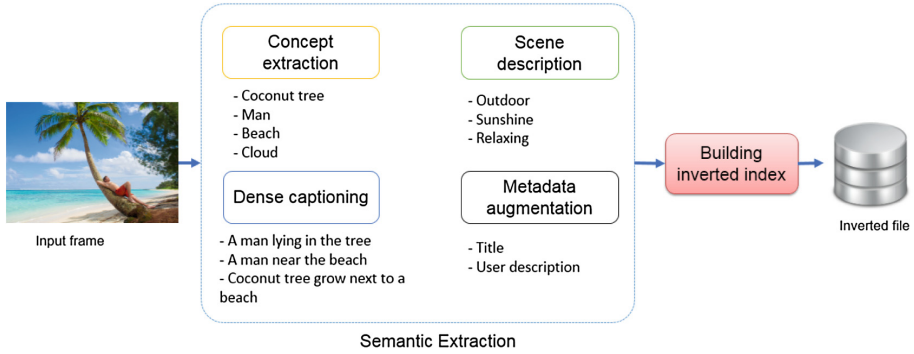 Input frame
Concept
extraction
- Coconut tree
- Man
- Beach
- Cloud
Scene
description
- Outdoor
- Sunshine
- Relaxing
Dense captioning
- A man lying in the tree
- A man near the beach
- Coconut tree grow next to a
beach
Metadata
augmentation
- Title
- User description
Semantic Extraction
Building
inverted index
Inverted file